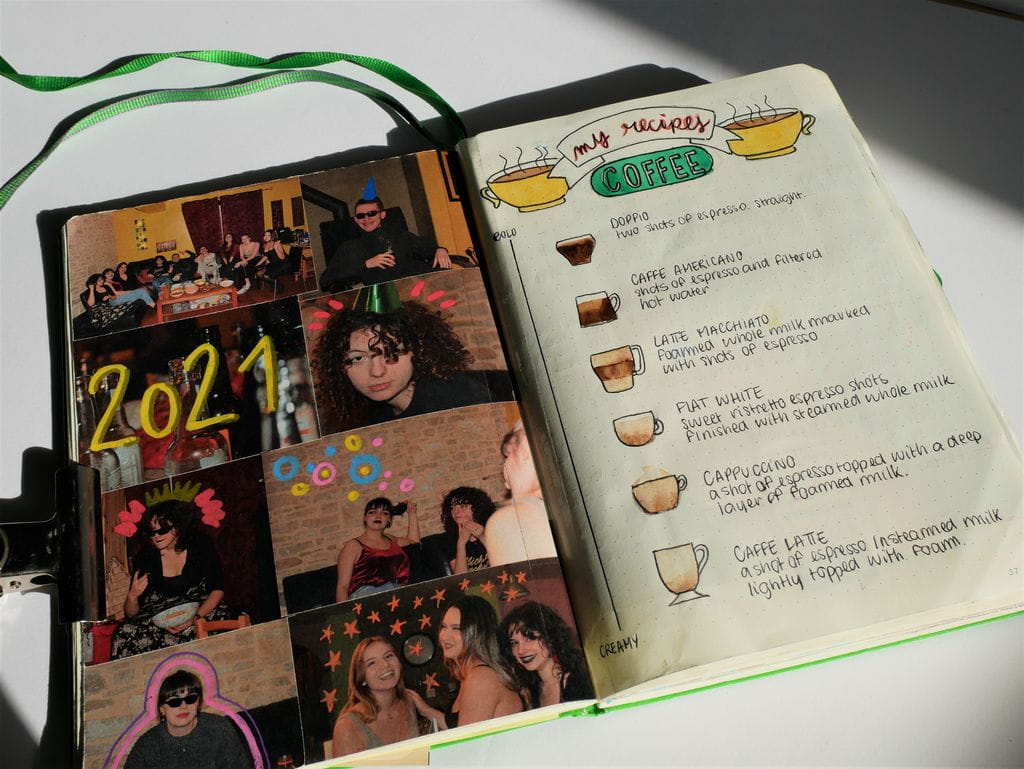 2021
my recipes
COFFEE
BOLD
DOPPIO
two shots of espresso. straight.
CAFFE AMERICANO
shots of espresso and filtered
hot water
LATTE MACCHIATO
foamed whole milk marked
with shots of espresso
FLAT WHITE
sweet ristretto espresso shots
finished with steamed whole milk
CAPPUCCINO
a shot of espresso topped with a deep
layer of foamed milk.
CAFFE LATTE
a shot of espresso in steamed milk
lightly topped with foam.
CREAMY
37